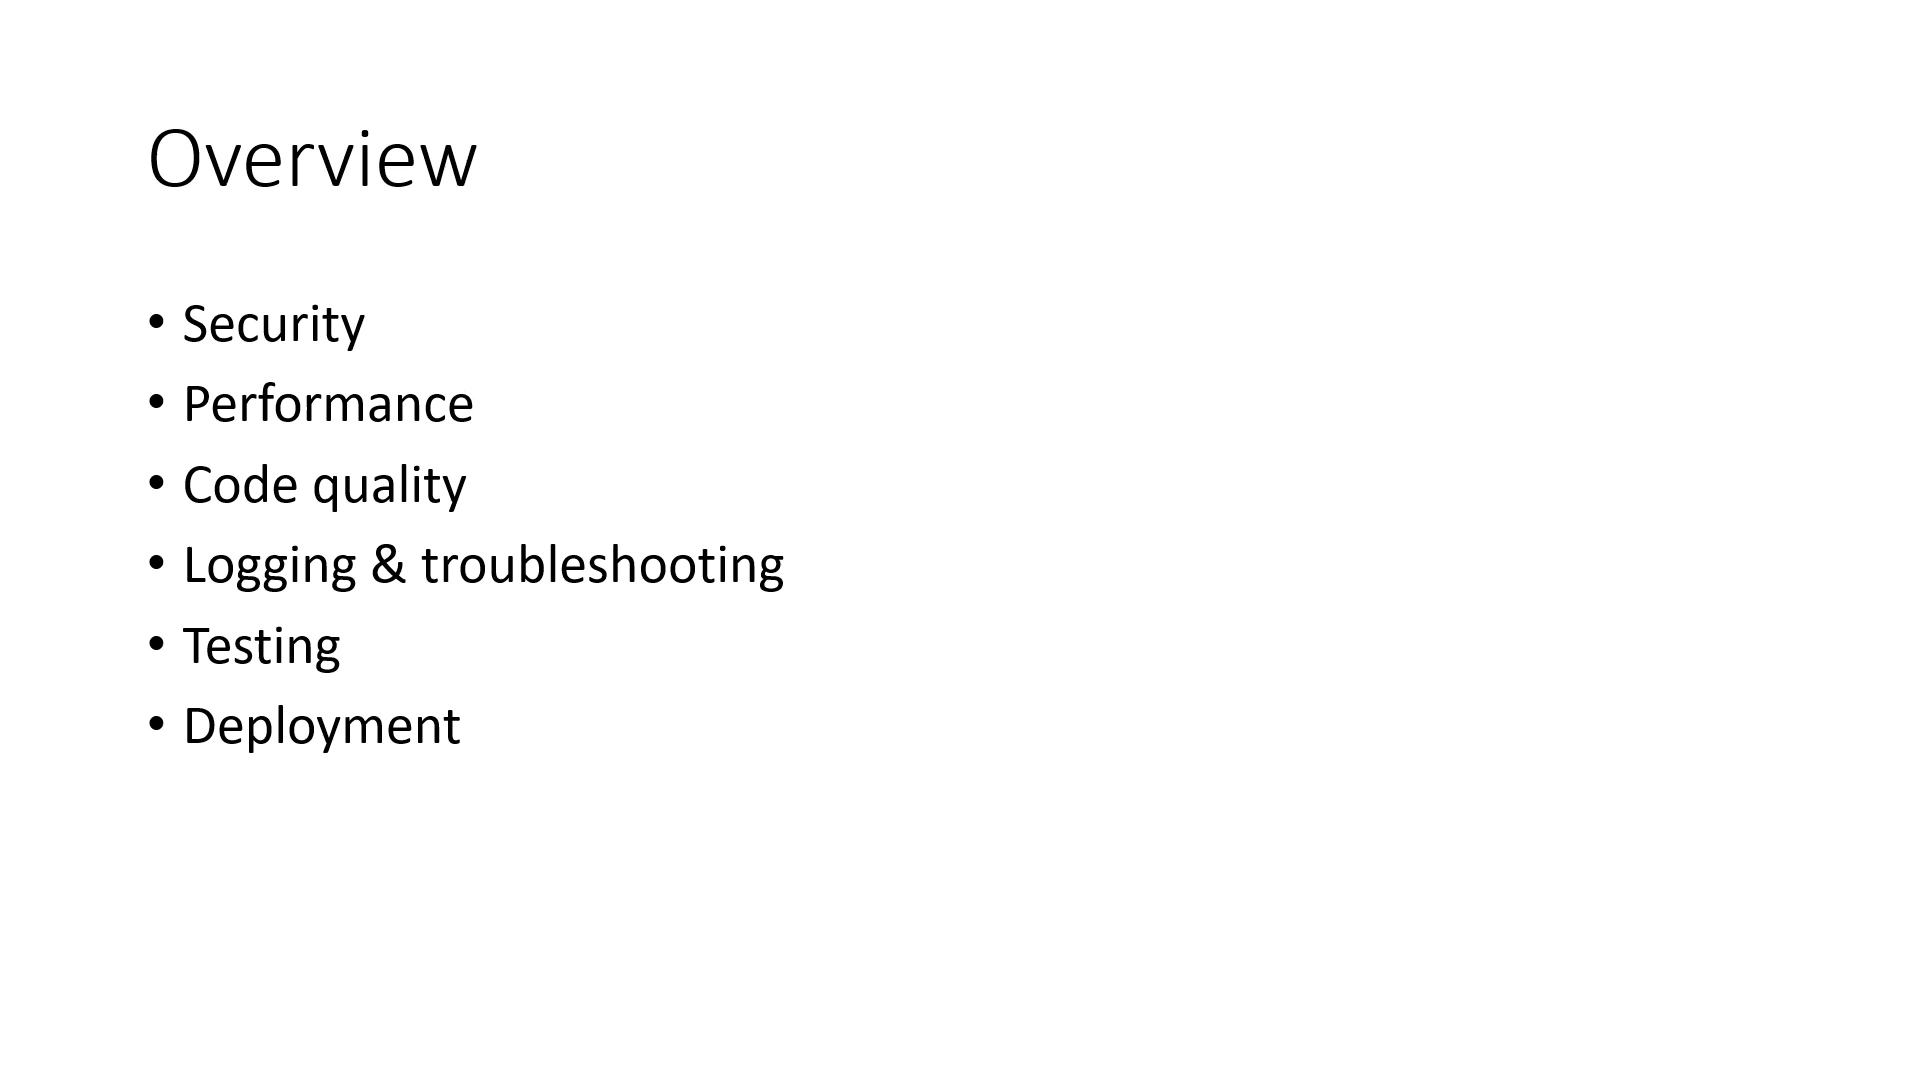 Overview
• Security
• Performance
• Code quality
• Logging & troubleshooting
• Testing
• Deployment